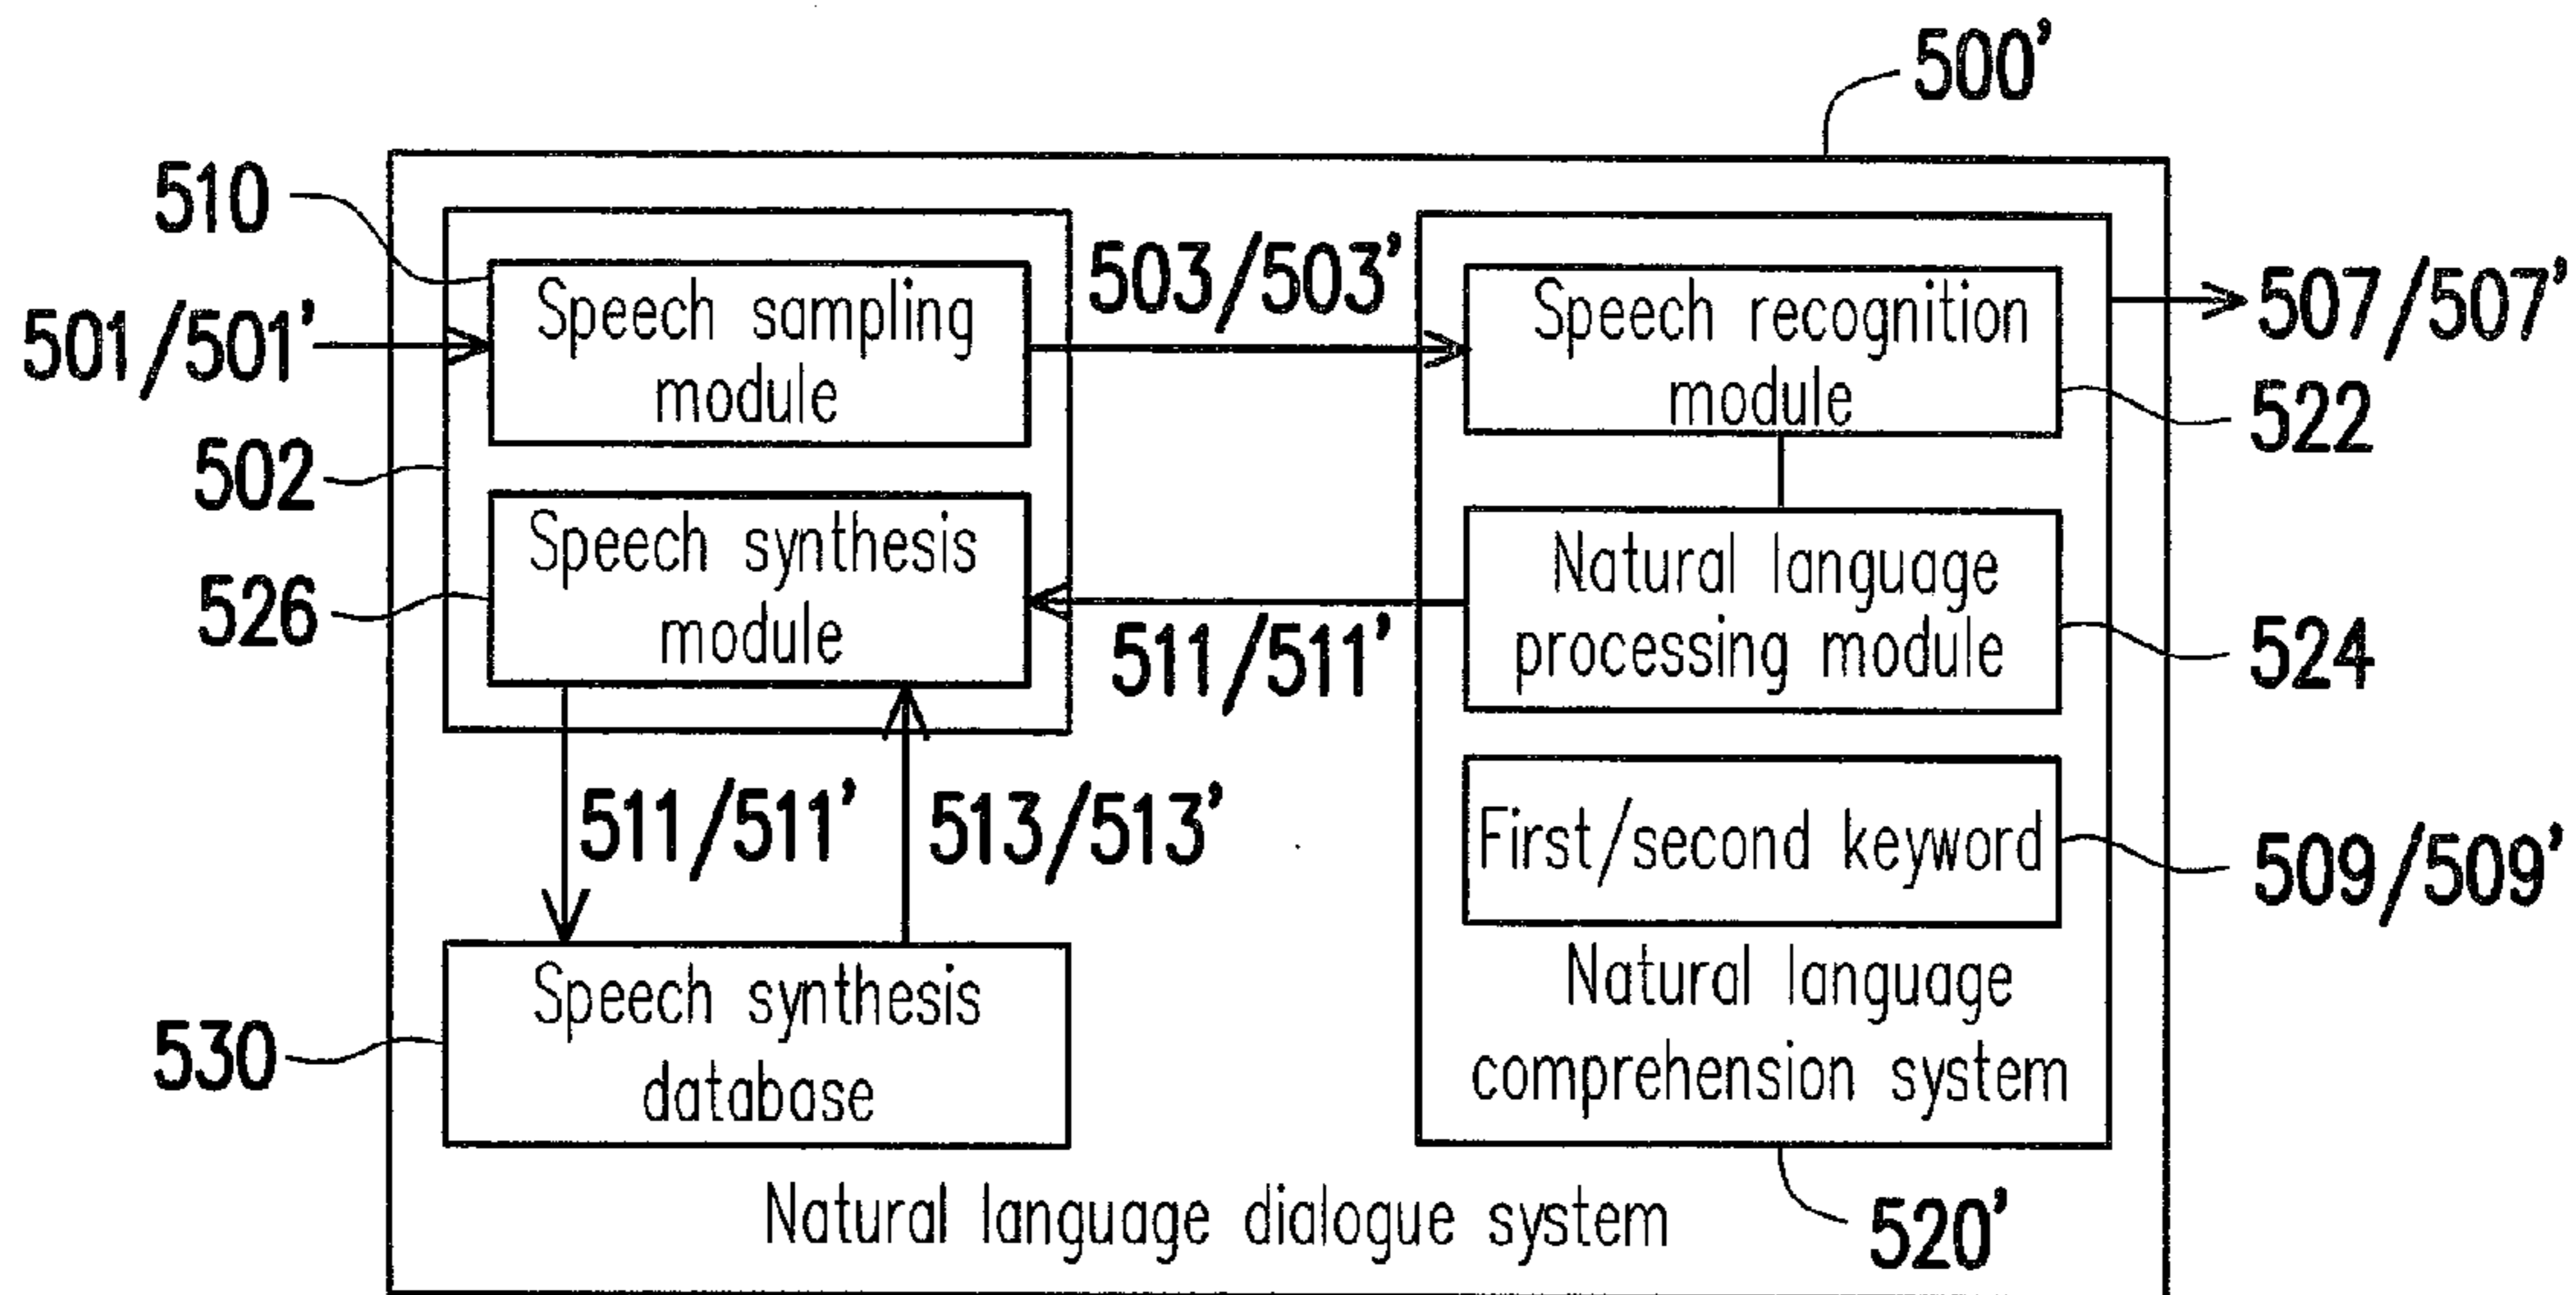 500'
510
Speech sampling
module
501/501'
503/503'
Speech recognition
module
507/507'
522
502
Speech synthesis
module
526
511/511'
Natural language
processing module
524
511/511'
513/513'
First/second keyword
509/509'
Speech synthesis
database
530
Natural language
comprehension system
520'
Natural language dialogue system